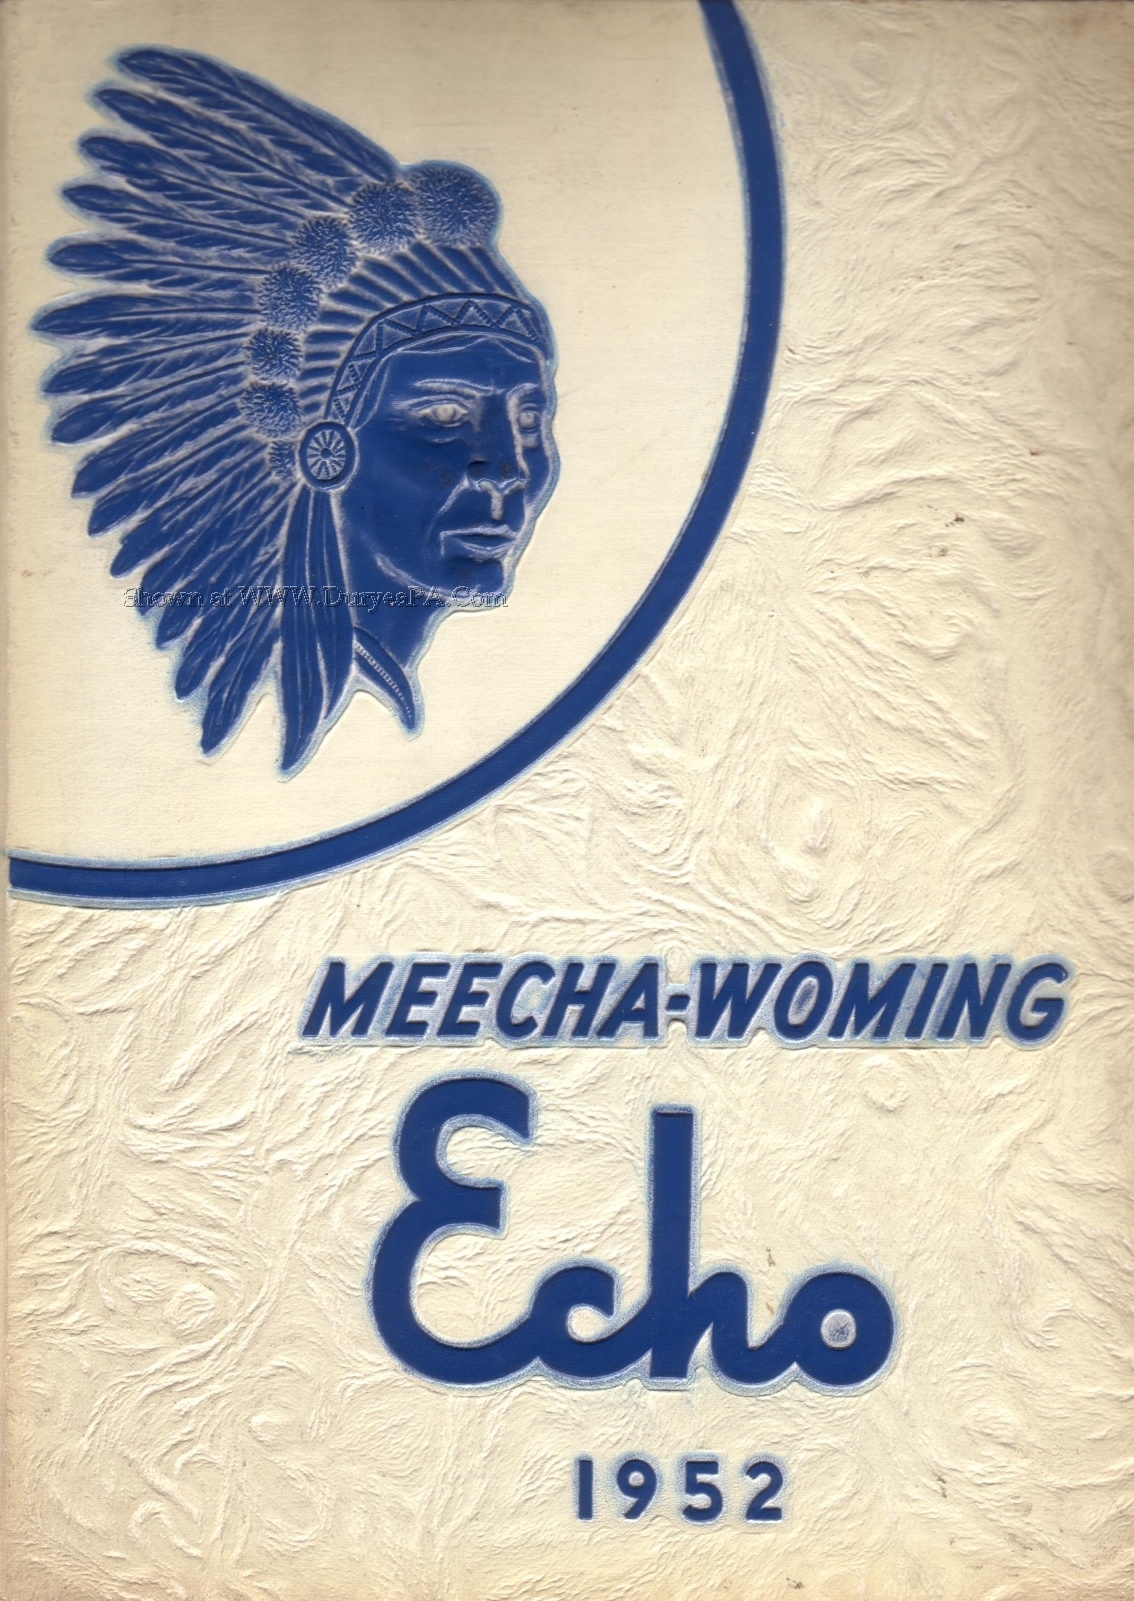 Shown at WWW.DuryeaPA.Com
MEECHA-WOMING
Echo
1952